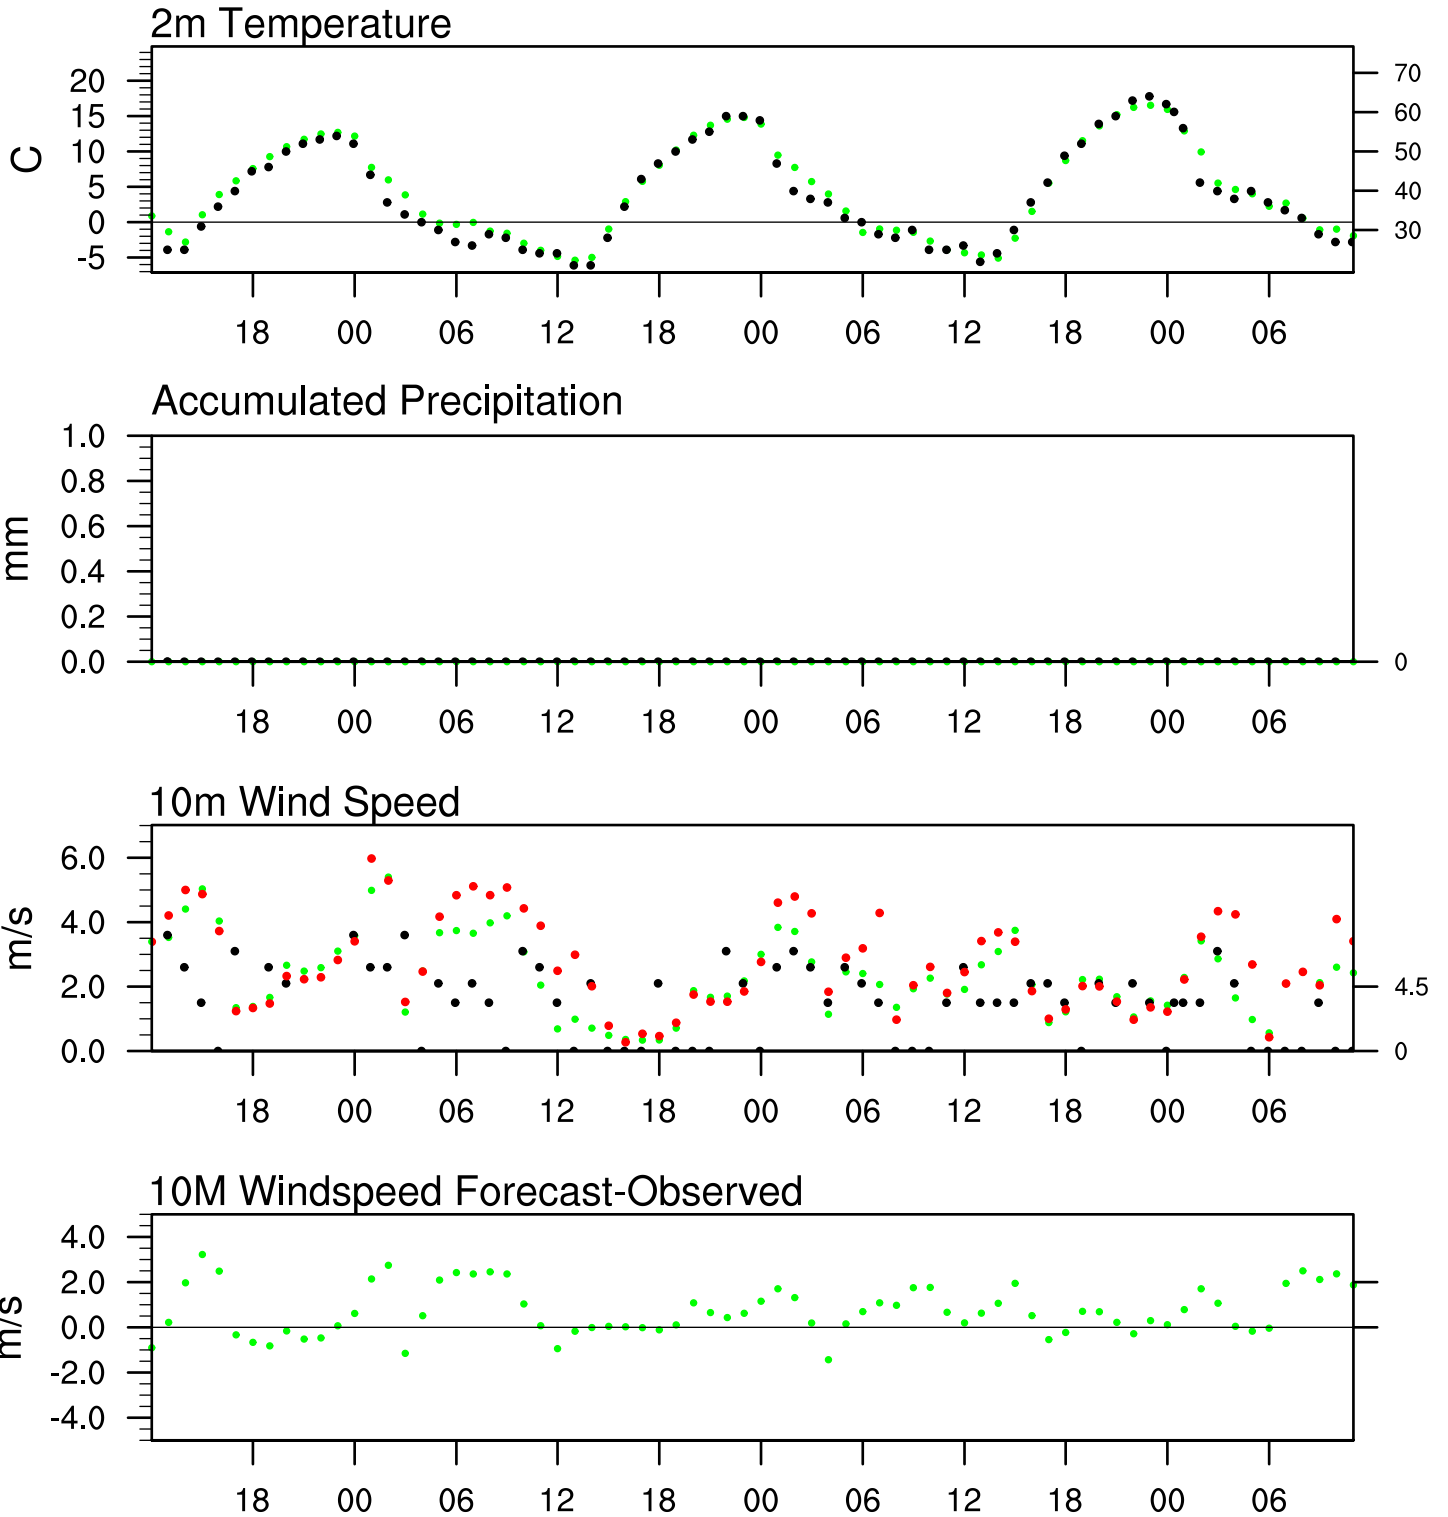 2m Temperature
20
15
10
5
0
-5
C
70
60
50
40
30
18 00 06 12 18 00 06 12 18 00 06
Accumulated Precipitation
1.0
0.8
0.6
0.4
0.2
0.0
mm
0
18 00 06 12 18 00 06 12 18 00 06
10m Wind Speed
6.0
4.0
2.0
0.0
m/s
4.5
0
18 00 06 12 18 00 06 12 18 00 06
10M Windspeed Forecast-Observed
4.0
2.0
0.0
-2.0
-4.0
m/s
18 00 06 12 18 00 06 12 18 00 06